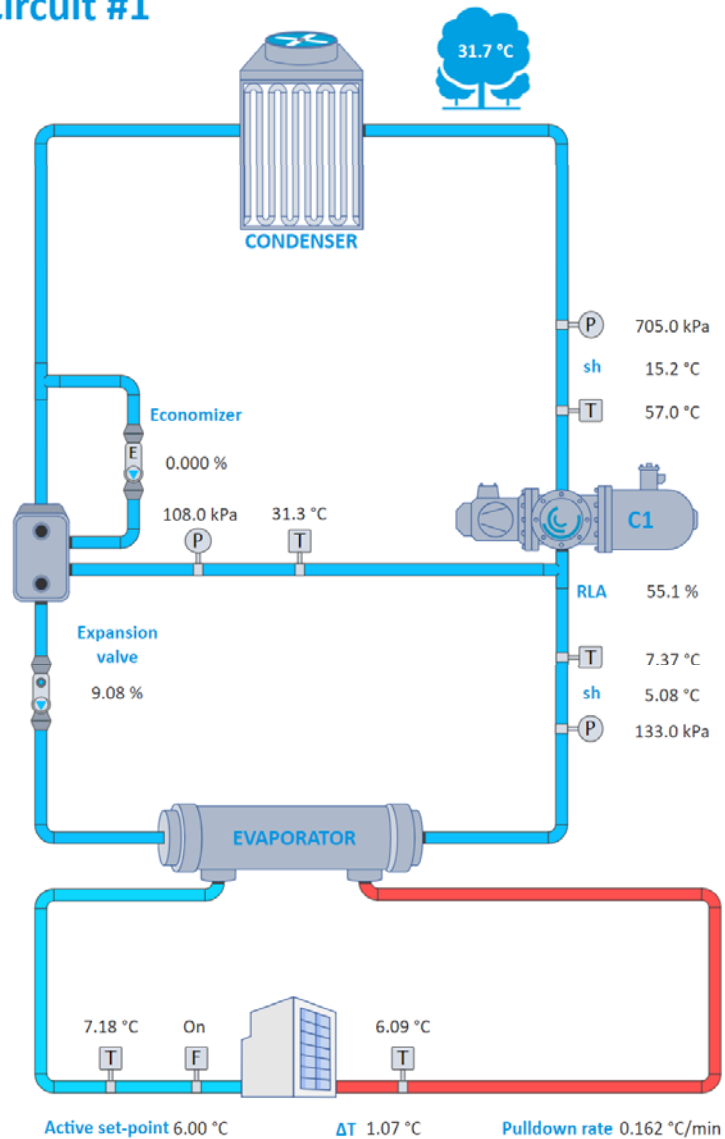 Circuit #1
31.7 °C
CONDENSER
P 705.0 kPa
sh 15.2 °C
T 57.0 °C
Economizer
E
0.000 %
108.0 kPa 31.3 °C
P T
C1
RLA 55.1 %
Expansion
valve
9.08 %
T 7.37 °C
sh 5.08 °C
P 133.0 kPa
EVAPORATOR
7.18 °C On 6.09 °C
T F T
Active set-point 6.00 °C ΔT 1.07 °C Pulldown rate 0.162 °C/min